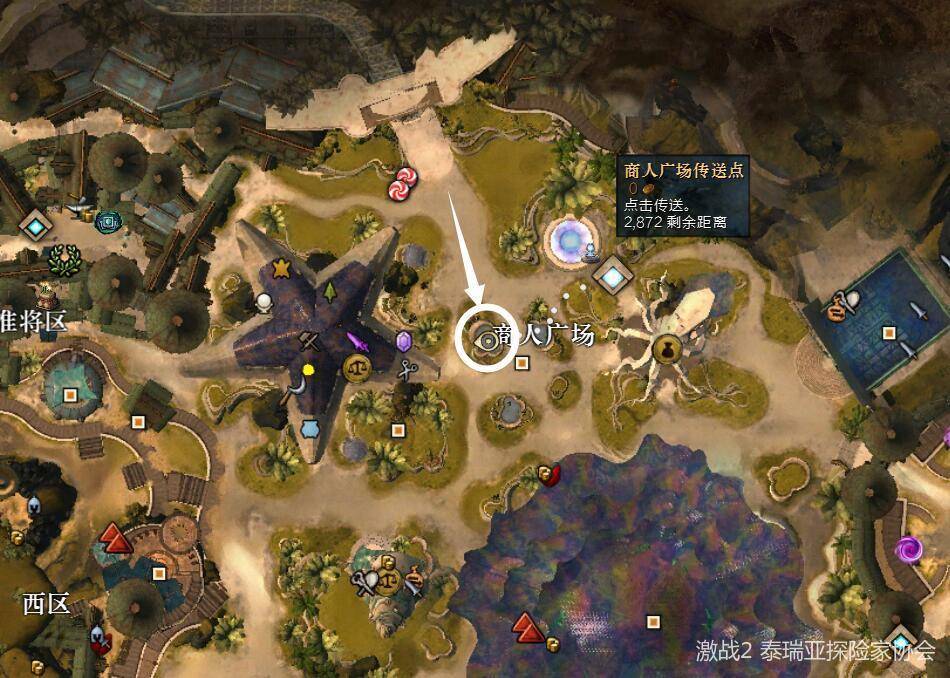 商人广场传送点
0
点击传送。
2,872 剩余距离
商人广场
准将区
西区
激战2 泰瑞亚探险家协会